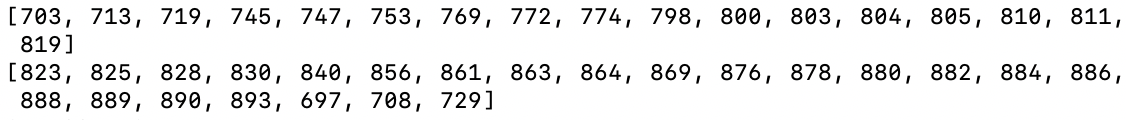 [703, 713, 719, 745, 747, 753, 769, 772, 774, 798, 800, 803, 804, 805, 810, 811,
819]
[823, 825, 828, 830, 840, 856, 861, 863, 864, 869, 876, 878, 880, 882, 884, 886,
888, 889, 890, 893, 697, 708, 729]